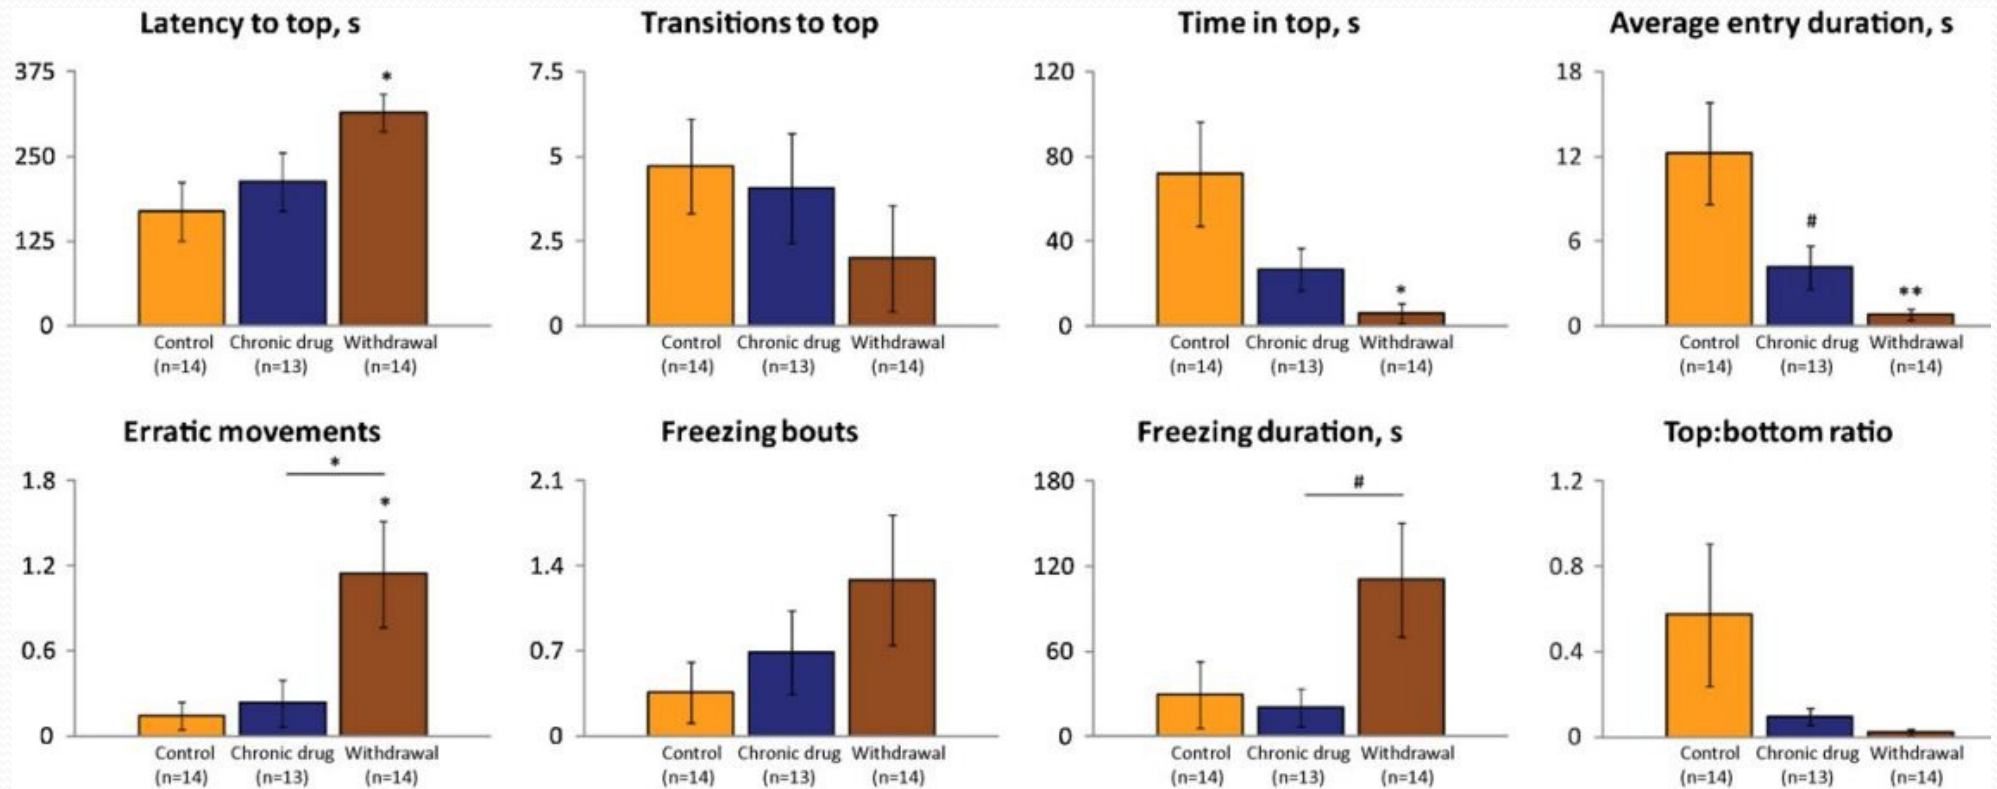 Latency to top, s
375
250
125
0
*
Control Chronic drug Withdrawal
(n=14) (n=13) (n=14)
Transitions to top
7.5
5
2.5
0
Control Chronic drug Withdrawal
(n=14) (n=13) (n=14)
Time in top, s
120
80
40
0
*
Control Chronic drug Withdrawal
(n=14) (n=13) (n=14)
Average entry duration, s
18
12
6
0
#
**
Control Chronic drug Withdrawal
(n=14) (n=13) (n=14)
Erratic movements
1.8
1.2
0.6
0
*
*
Control Chronic drug Withdrawal
(n=14) (n=13) (n=14)
Freezing bouts
2.1
1.4
0.7
0
Control Chronic drug Withdrawal
(n=14) (n=13) (n=14)
Freezing duration, s
180
120
60
0
#
Control Chronic drug Withdrawal
(n=14) (n=13) (n=14)
Top:bottom ratio
1.2
0.8
0.4
0
Control Chronic drug Withdrawal
(n=14) (n=13) (n=14)